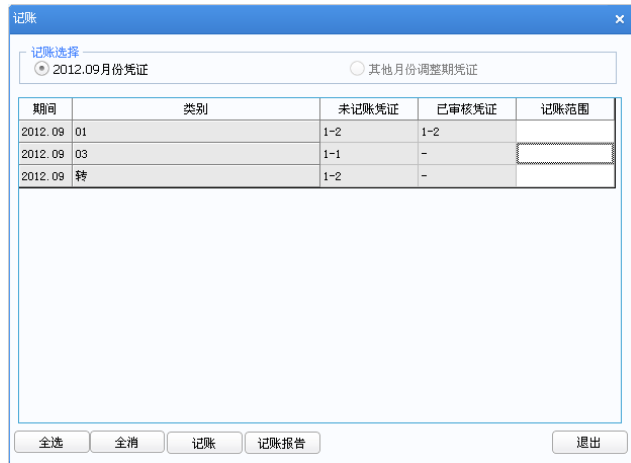 记账 ×
记账选择
2012.09月份凭证 其他月份调整期凭证
期间 类别 未记账凭证 已审核凭证 记账范围
2012.09 01 1-2 1-2
2012.09 03 1-1 -
2012.09 转 1-2 -
全选 全消 记账 记账报告 退出